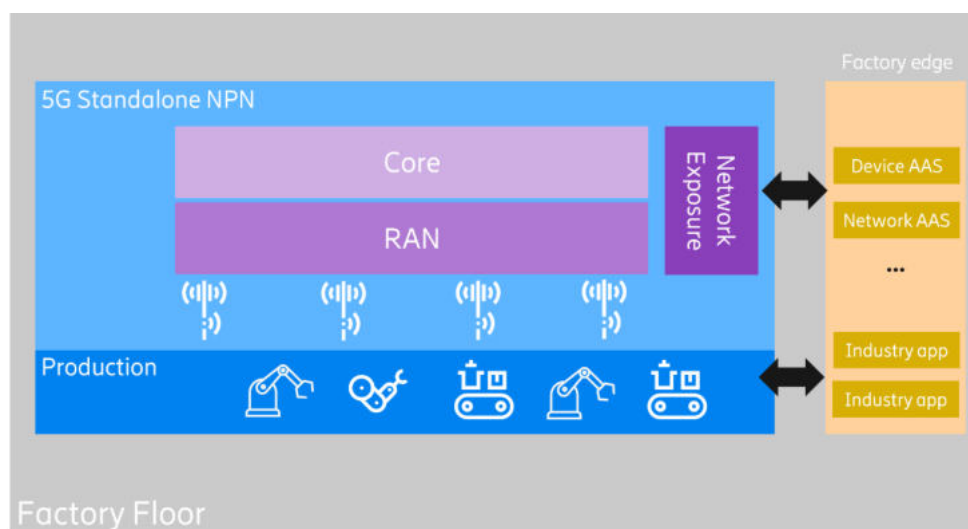 Factory edge
5G Standalone NPN
Core
Network
Exposure
RAN
Device AAS
Network AAS
...
Production
Industry app
Industry app
Factory Floor